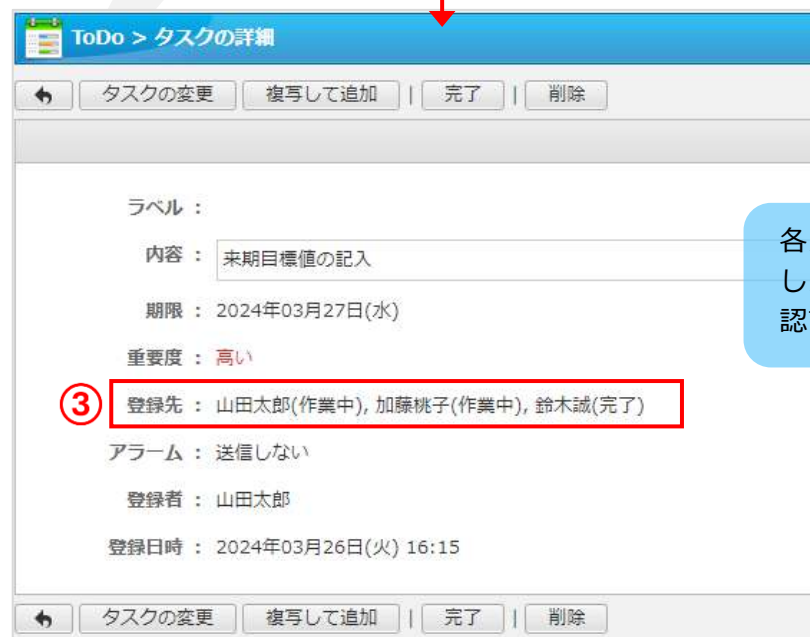 ToDo > タスクの詳細
タスクの変更 複写して追加 | 完了 | 削除
ラベル :
内容 : 来期目標値の記入
期限 : 2024年03月27日(水)
重要度 : 高い
③ 登録先 : 山田太郎(作業中), 加藤桃子(作業中), 鈴木誠(完了)
アラーム : 送信しない
登録者 : 山田太郎
登録日時 : 2024年03月26日(火) 16:15
各
し
認
タスクの変更 複写して追加 | 完了 | 削除